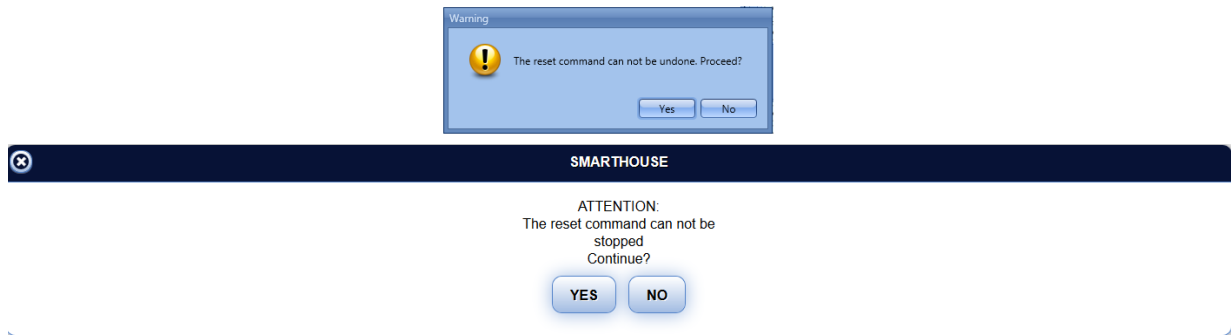 Warning
The reset command can not be undone. Proceed?
Yes No
SMARTHOUSE
ATTENTION:
The reset command can not be
stopped
Continue?
YES NO